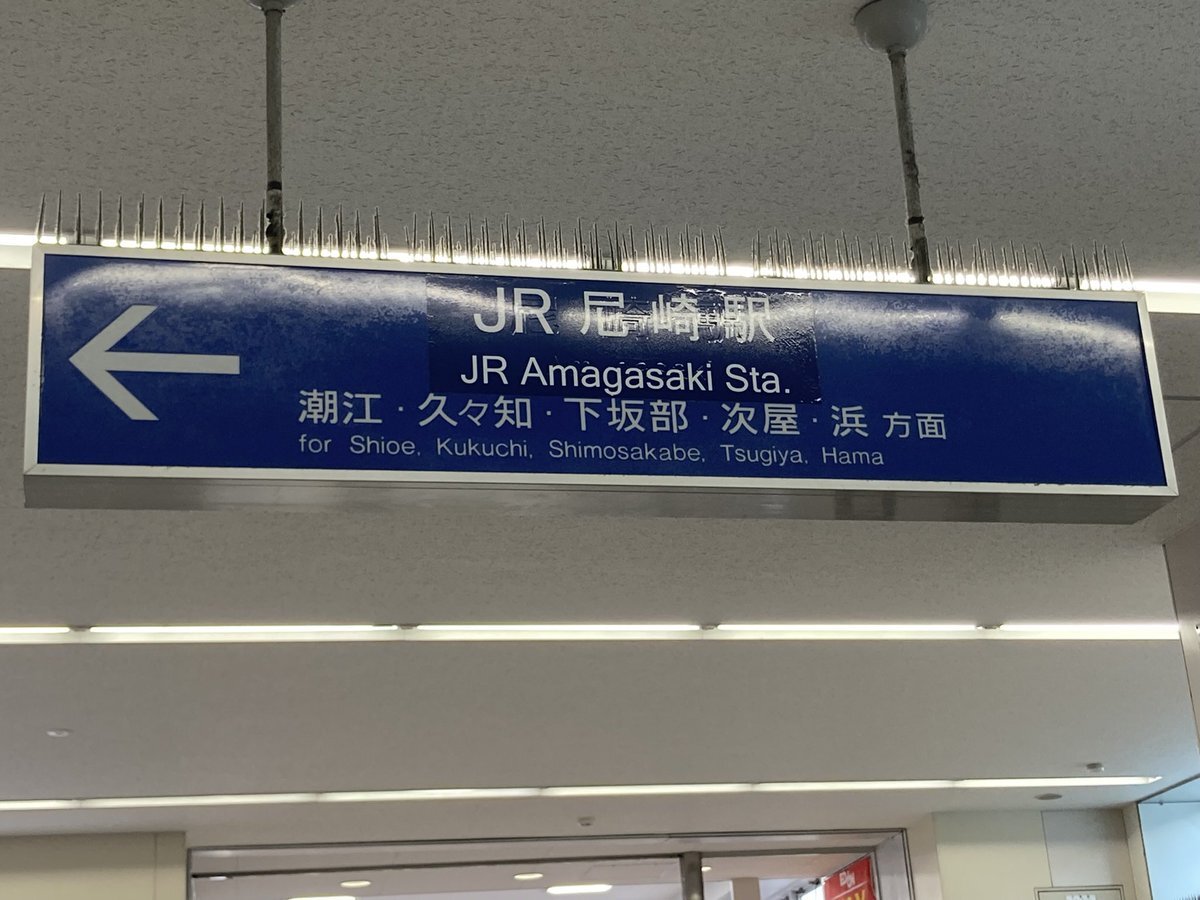 JR 尼崎駅
JR Amagasaki Sta.
潮江・久々知・下坂部・次屋・浜 方面
for Shioe, Kukuchi, Shimosakabe, Tsugiya, Hama